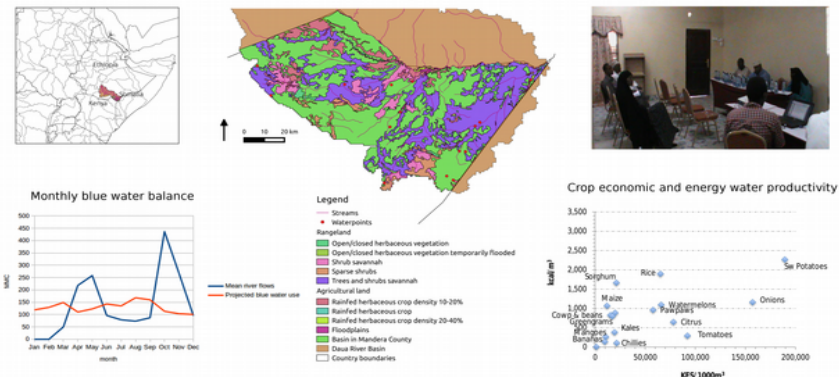 Ethiopia
Somalia
Kenya
0 10 20 km
Legend
Streams
Waterpoints
Rangeland
Open/closed herbaceous vegetation
Open/closed herbaceous vegetation temporarily flooded
Shrub savannah
Sparse shrubs
Trees and shrubs savannah
Agricultural land
Rainfed herbaceous crop density 10-20%
Rainfed herbaceous crop
Rainfed herbaceous crop density 20-40%
Floodplains
Basin in Mandera County
Daua River Basin
Country boundaries
Monthly blue water balance
500
450
400
350
300
250
200
150
100
50
0
MMC
Jan Feb Mar Apr May Jun Jul Aug Sep Oct Nov Dec
month
Mean river flows
Projected blue water use
Crop economic and energy water productivity
3,500
3,000
2,500
2,000
1,500
1,000
500
0
kcal/m³
Sw Potatoes
Rice
Sorghum
Onions
Maize
Watermelons
Pawpaws
Cowp & beans
Greengrams
Citrus
Kales
Mangoes
Tomatoes
Bananas
Chillies
0 50,000 100,000 150,000 200,000
KES/1000m³